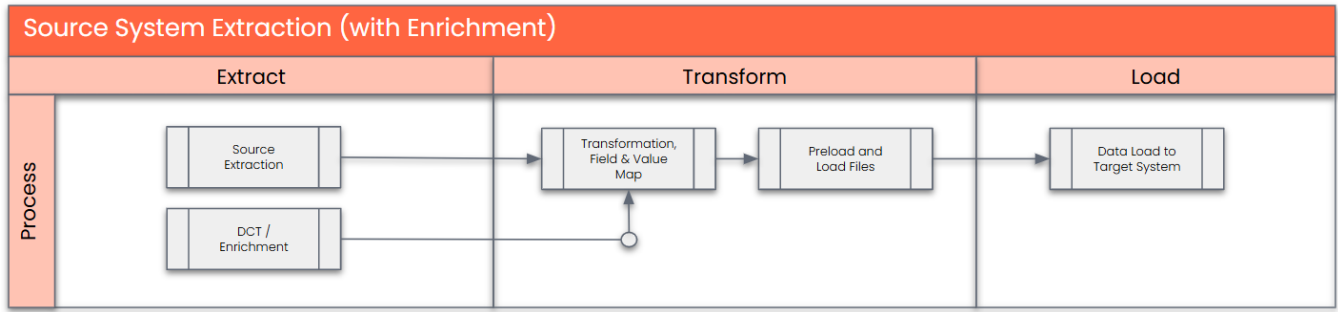 Source System Extraction (with Enrichment)
Extract
Transform
Load
Process
Source
Extraction
Transformation,
Field & Value
Map
Preload and
Load Files
Data Load to
Target System
DCT /
Enrichment